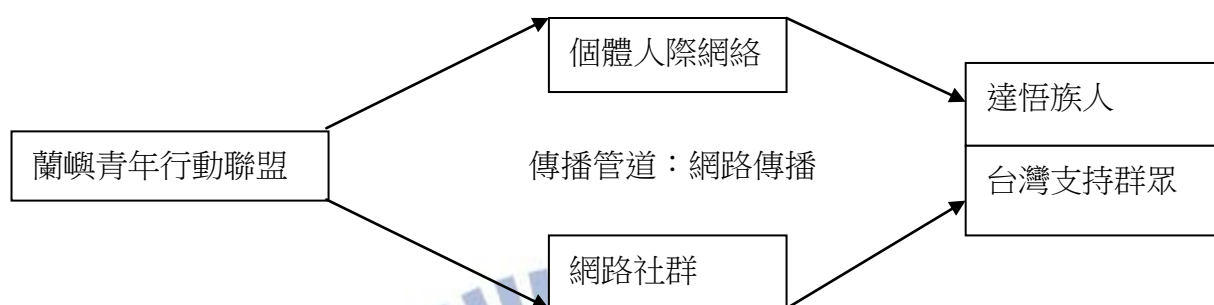 個體人際網絡
達悟族人
蘭嶼青年行動聯盟
傳播管道：網路傳播
台灣支持群眾
網路社群